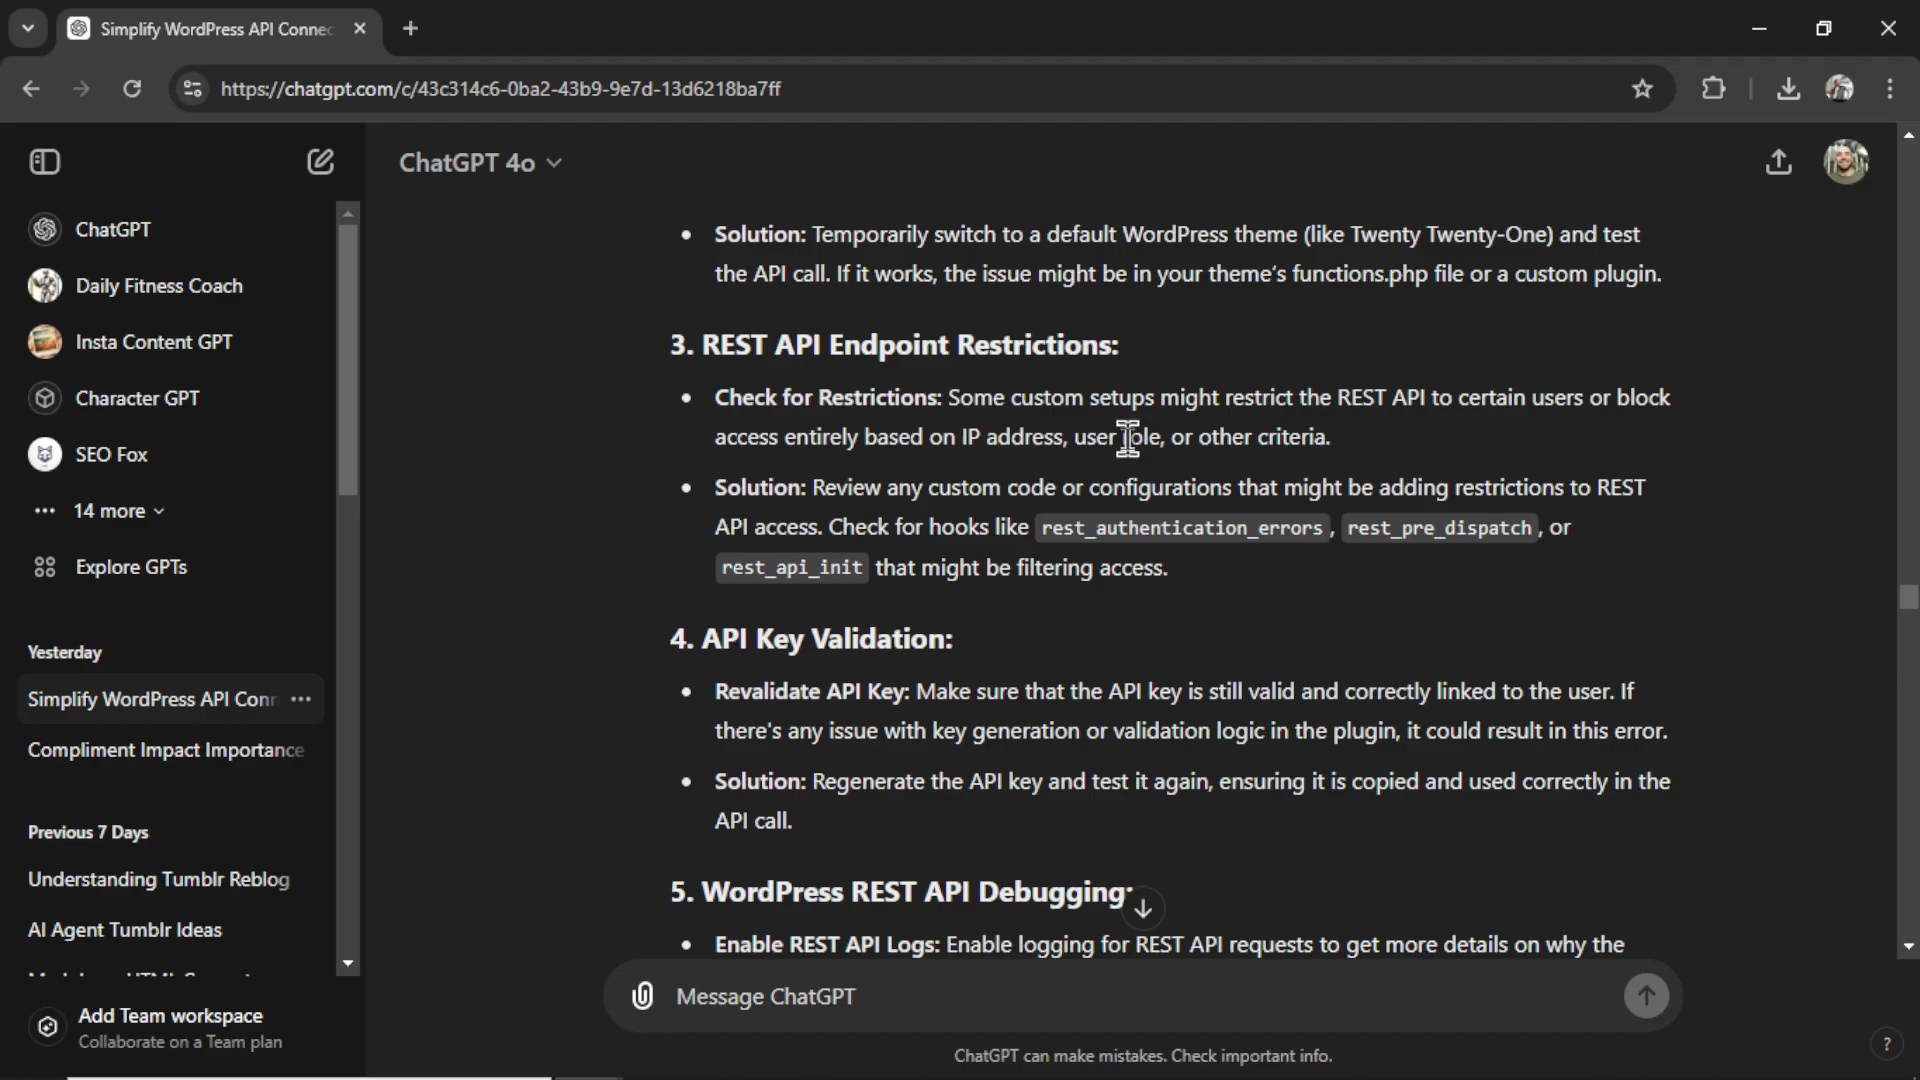 Simplify WordPress API Connec
https://chatgpt.com/c/43c314c6-0ba2-43b9-9e7d-13d6218ba7ff
ChatGPT 4o
ChatGPT
Daily Fitness Coach
Insta Content GPT
Character GPT
SEO Fox
14 more
Explore GPTs
Yesterday
Simplify WordPress API Conn
Compliment Impact Importance
Previous 7 Days
Understanding Tumblr Reblog
AI Agent Tumblr Ideas
Add Team workspace
Collaborate on a Team plan
• Solution: Temporarily switch to a default WordPress theme (like Twenty Twenty-One) and test
the API call. If it works, the issue might be in your theme's functions.php file or a custom plugin.
3. REST API Endpoint Restrictions:
• Check for Restrictions: Some custom setups might restrict the REST API to certain users or block
access entirely based on IP address, user role, or other criteria.
• Solution: Review any custom code or configurations that might be adding restrictions to REST
API access. Check for hooks like rest_authentication_errors, rest_pre_dispatch, or
rest_api_init that might be filtering access.
4. API Key Validation:
• Revalidate API Key: Make sure that the API key is still valid and correctly linked to the user. If
there's any issue with key generation or validation logic in the plugin, it could result in this error.
• Solution: Regenerate the API key and test it again, ensuring it is copied and used correctly in the
API call.
5. WordPress REST API Debugging:
• Enable REST API Logs: Enable logging for REST API requests to get more details on why the
Message ChatGPT
ChatGPT can make mistakes. Check important info.
?